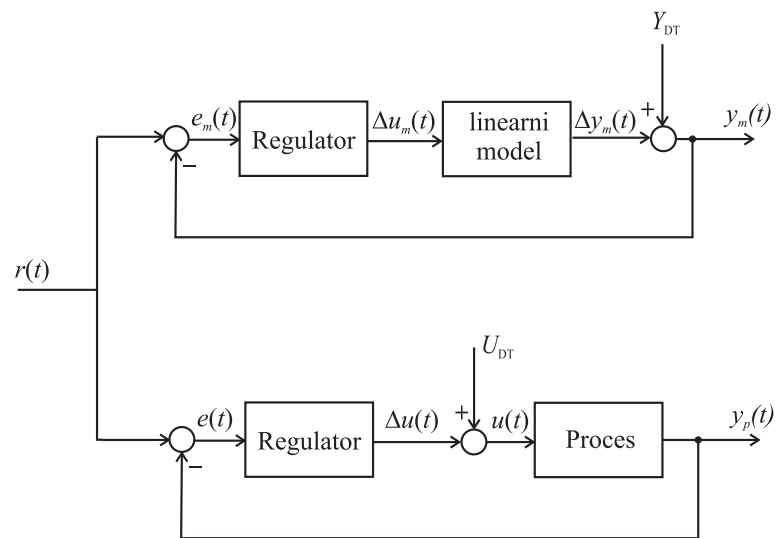 Y_DT
e_m(t)
Regulator
Δu_m(t)
linearni
model
Δy_m(t)
+
y_m(t)
−
r(t)
U_DT
e(t)
Regulator
Δu(t)
+
u(t)
Proces
y_p(t)
−